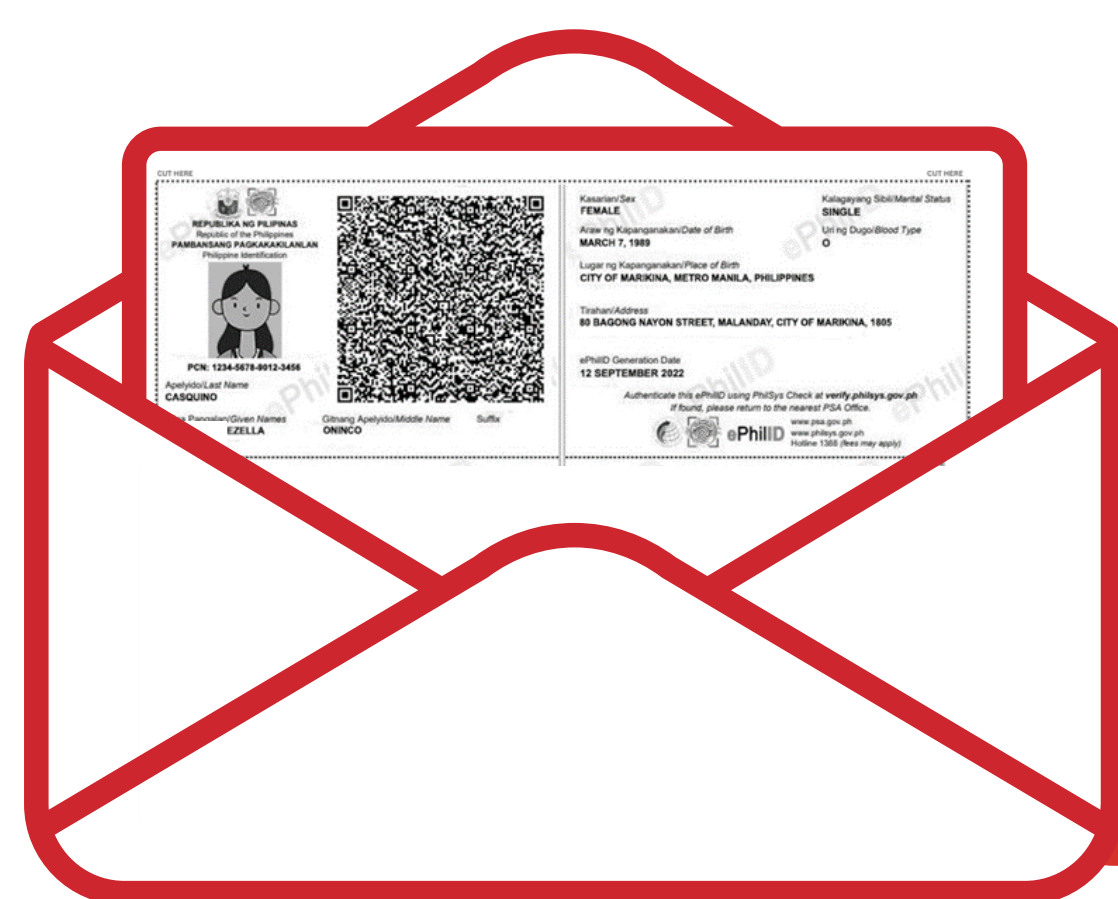 CUT HERE
CUT HERE
REPUBLIKA NG PILIPINAS
Republic of the Philippines
PAMBANSANG PAGKAKAKILANLAN
Philippine Identification
PCN: 1234-5678-9012-3456
Apelyido/Last Name
CASQUINO
Pangalan/Given Names
EZELLA
Gitnang Apelyido/Middle Name
ONINCO
Suffix
Kasarian/Sex
FEMALE
Kalagayang Sibil/Marital Status
SINGLE
Araw ng Kapanganakan/Date of Birth
MARCH 7, 1989
Uri ng Dugo/Blood Type
O
Lugar ng Kapanganakan/Place of Birth
CITY OF MARIKINA, METRO MANILA, PHILIPPINES
Tirahan/Address
80 BAGONG NAYON STREET, MALANDAY, CITY OF MARIKINA, 1805
ePhilID Generation Date
12 SEPTEMBER 2022
Authenticate this ePhilID using PhilSys Check at verify.philsys.gov.ph
If found, please return to the nearest PSA Office.
ePhilID
www.psa.gov.ph
www.philsys.gov.ph
Hotline 1388 (fees may apply)